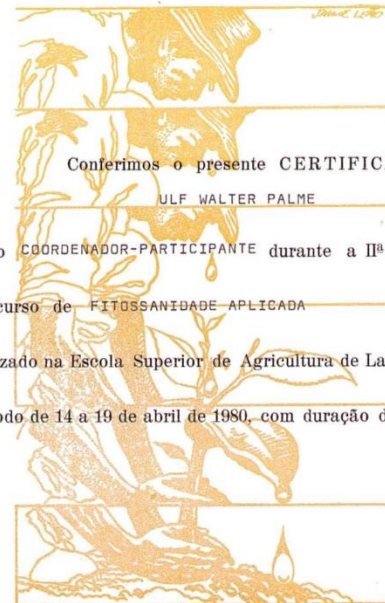 Conferimos o presente CERTIFIC
ULF WALTER PALME
o COORDENADOR-PARTICIPANTE durante a IIª
curso de FITOSSANIDADE APLICADA
zado na Escola Superior de Agricultura de La
odo de 14 a 19 de abril de 1980, com duração d